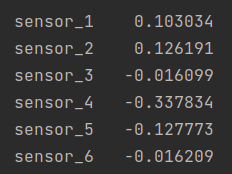 sensor_1    0.103034
sensor_2    0.126191
sensor_3   -0.016099
sensor_4   -0.337834
sensor_5   -0.127773
sensor_6   -0.016209